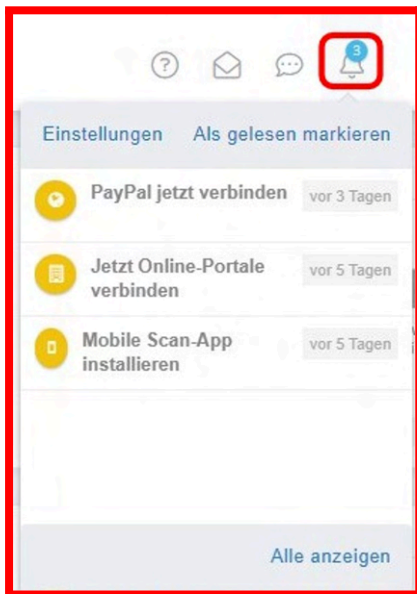 3
Einstellungen Als gelesen markieren
PayPal jetzt verbinden vor 3 Tagen
Jetzt Online-Portale vor 5 Tagen
verbinden
Mobile Scan-App vor 5 Tagen
installieren
Alle anzeigen